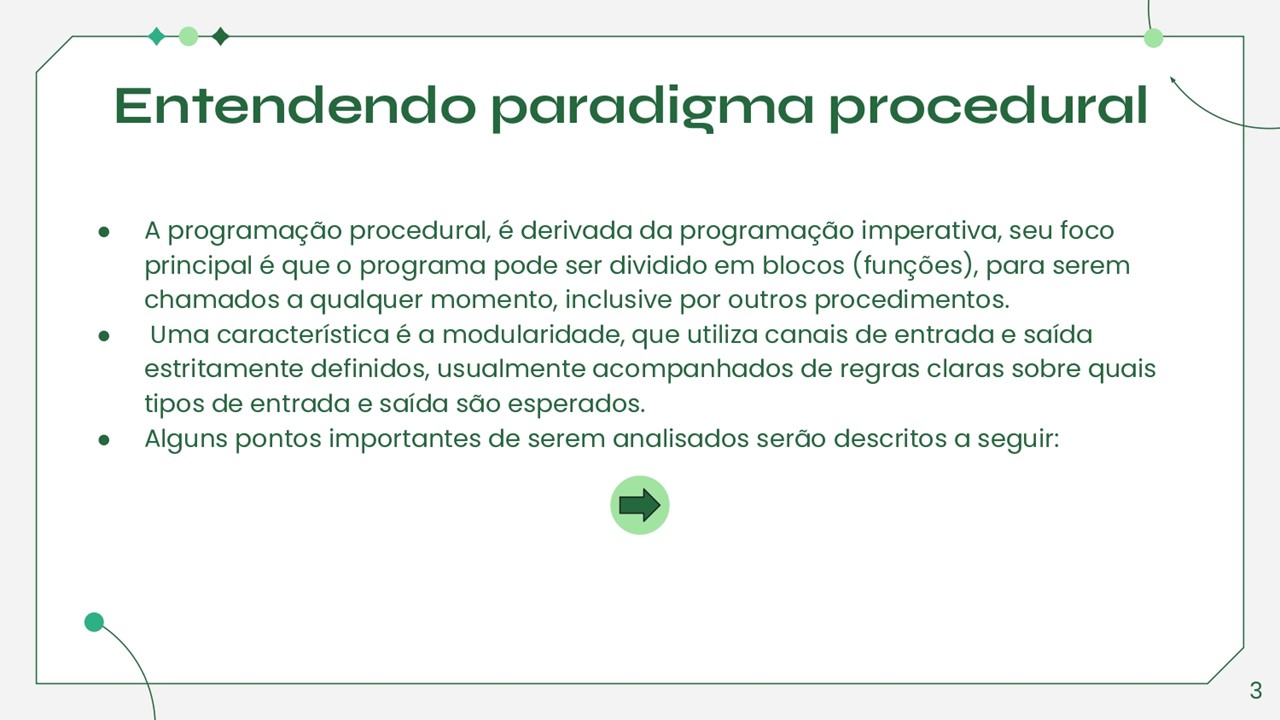 Entendendo paradigma procedural
● A programação procedural, é derivada da programação imperativa, seu foco
principal é que o programa pode ser dividido em blocos (funções), para serem
chamados a qualquer momento, inclusive por outros procedimentos.
● Uma característica é a modularidade, que utiliza canais de entrada e saída
estritamente definidos, usualmente acompanhados de regras claras sobre quais
tipos de entrada e saída são esperados.
● Alguns pontos importantes de serem analisados serão descritos a seguir:
3